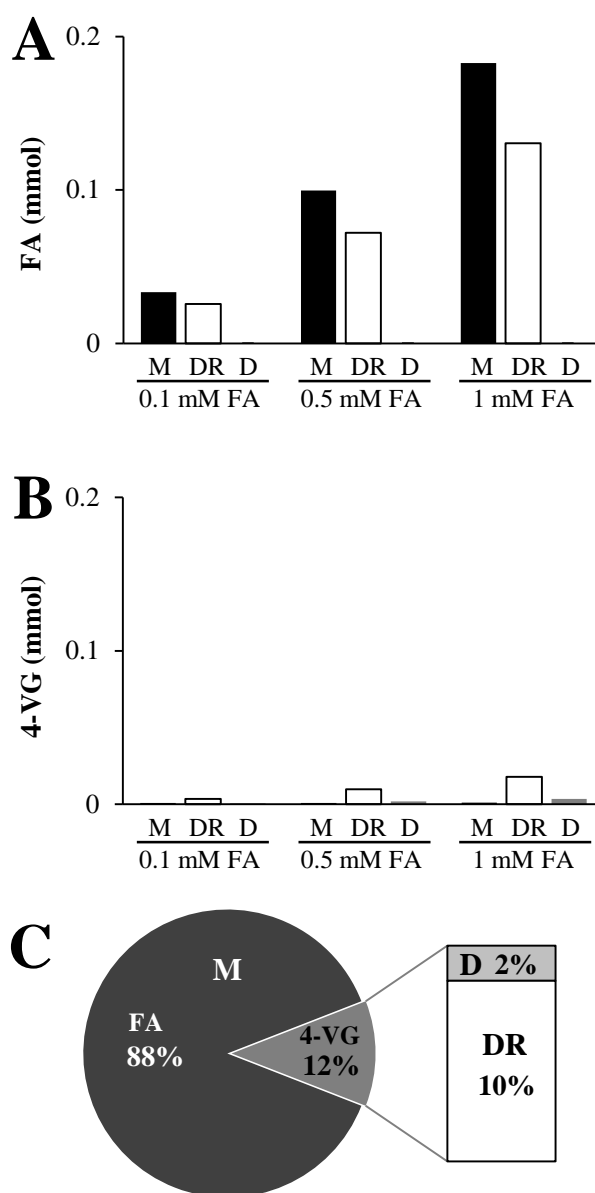 A
FA (mmol)
0.2
0.1
0
M DR D M DR D M DR D
0.1 mM FA 0.5 mM FA 1 mM FA
B
4-VG (mmol)
0.2
0.1
0
M DR D M DR D M DR D
0.1 mM FA 0.5 mM FA 1 mM FA
C
M
FA
88%
4-VG
12%
D 2%
DR
10%